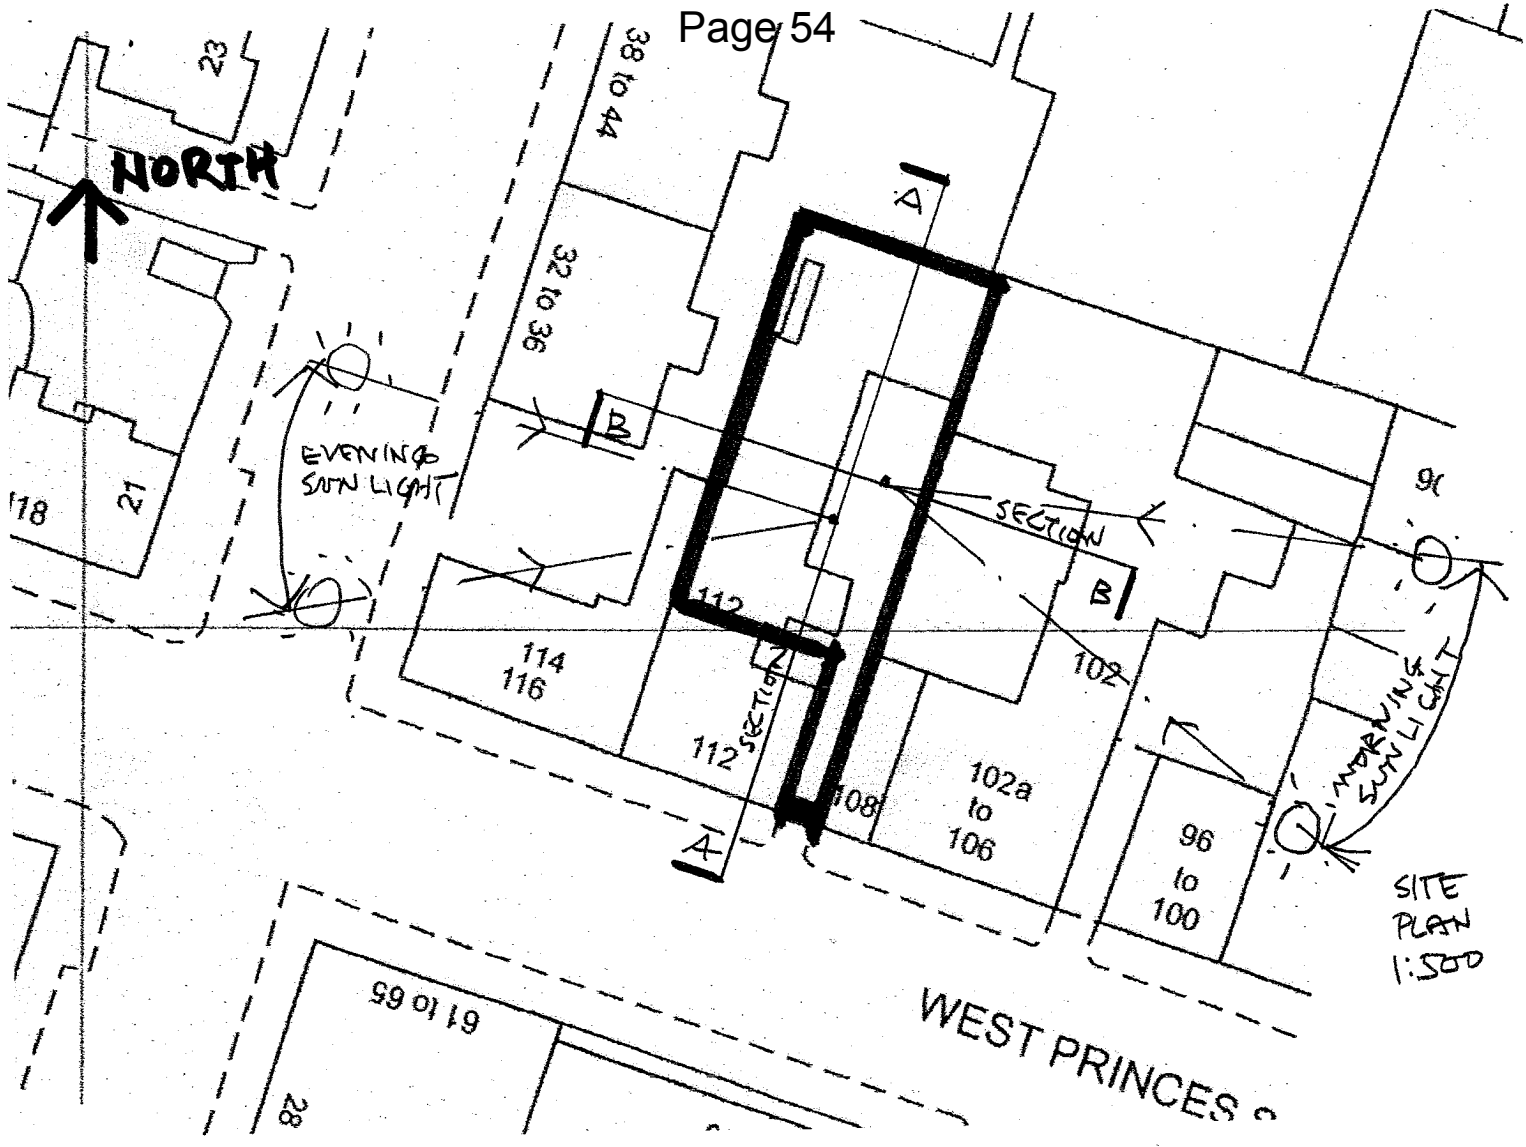 Page 54
23
38 to 44
NORTH
A
32 to 36
B
EVENING
SUN LIGHT
118
21
SECTION
B
112
114
116
SECTION
112
102
MORNING
SUN LIGHT
108
102a
to
106
96
to
100
A
SITE
PLAN
1:500
61 to 65
28
WEST PRINCES